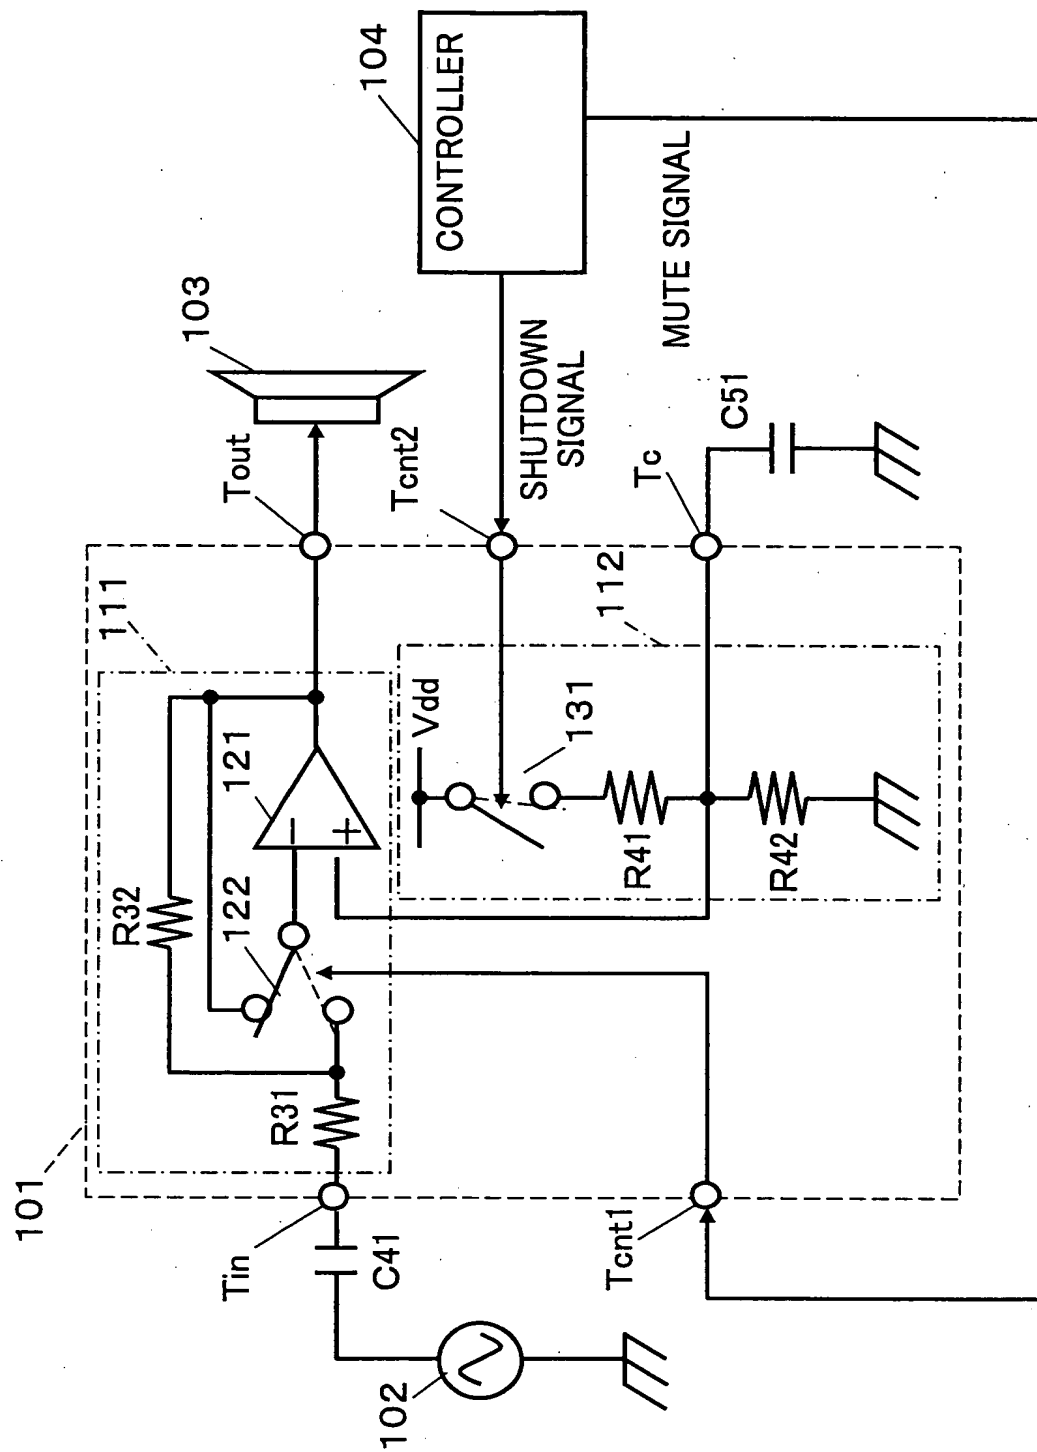 101
111
R32
122
121
R31
Tin
C41
102
Tout
103
104
CONTROLLER
Tcnt2
SHUTDOWN
SIGNAL
MUTE SIGNAL
Vdd
131
112
R41
R42
Tc
C51
Tcnt1
−
+